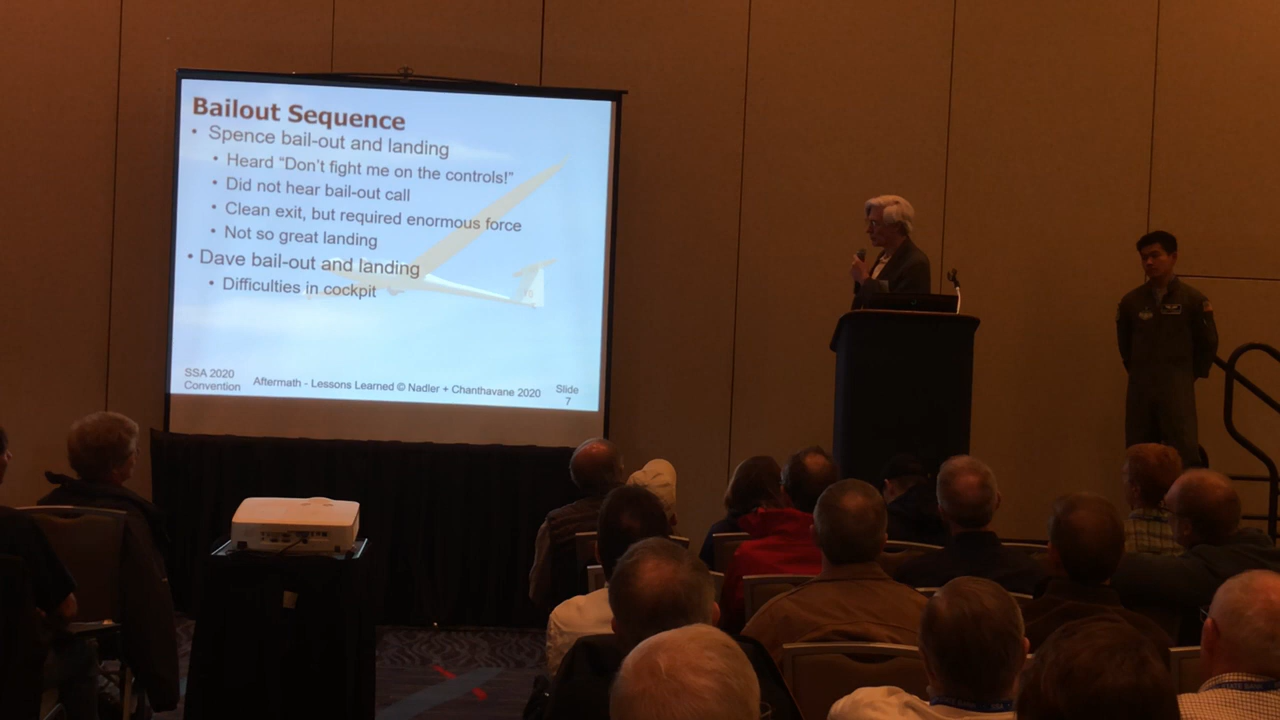 Bailout Sequence
• Spence bail-out and landing
• Heard “Don’t fight me on the controls!”
• Did not hear bail-out call
• Clean exit, but required enormous force
• Not so great landing
• Dave bail-out and landing
• Difficulties in cockpit
SSA 2020
Convention
Aftermath - Lessons Learned © Nadler + Chanthavane 2020
Slide
7